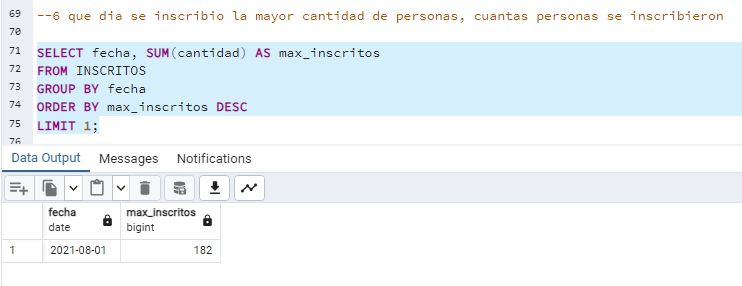 69 --6 que dia se inscribio la mayor cantidad de personas, cuantas personas se inscribieron
70
71 SELECT fecha, SUM(cantidad) AS max_inscritos
72 FROM INSCRITOS
73 GROUP BY fecha
74 ORDER BY max_inscritos DESC
75 LIMIT 1;
76
Data Output Messages Notifications
fecha max_inscritos
date bigint
1 2021-08-01 182